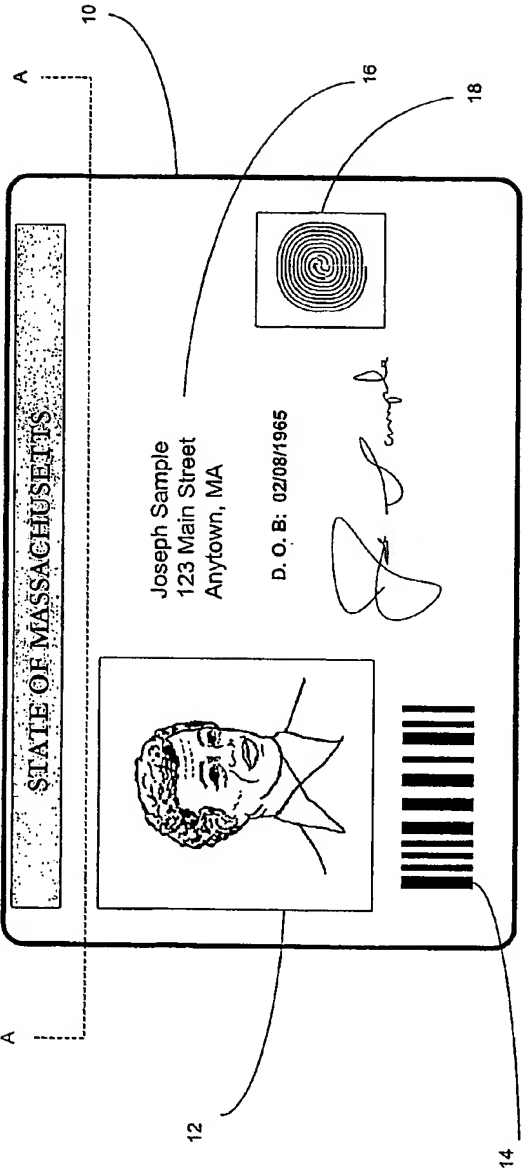 A
A
10
STATE OF MASSACHUSETTS
Joseph Sample
123 Main Street
Anytown, MA
16
D. O. B: 02/08/1965
18
12
14